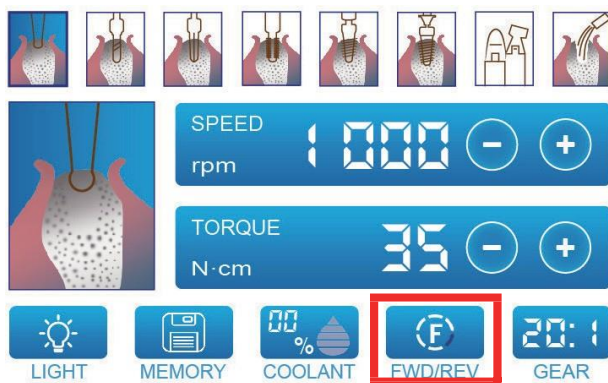 SPEED
rpm
1000
TORQUE
N·cm
35
00
%
F
20:1
LIGHT
MEMORY
COOLANT
FWD/REV
GEAR